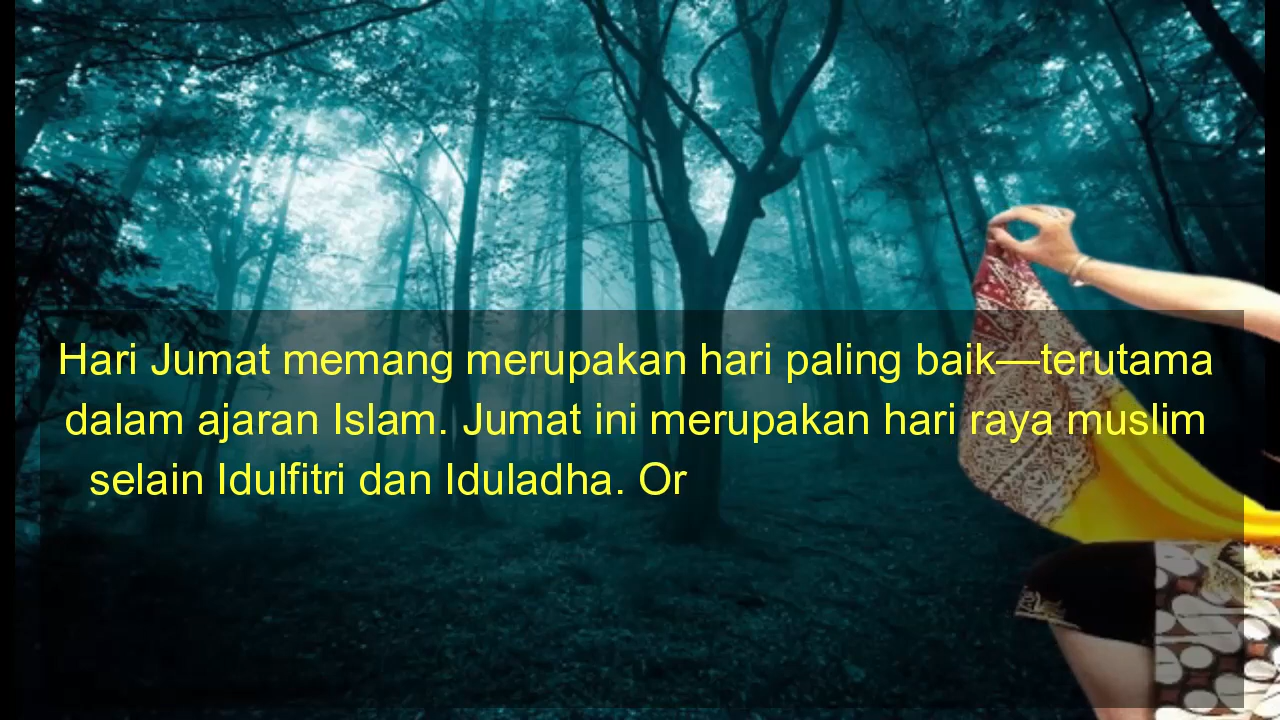 Hari Jumat memang merupakan hari paling baik—terutama
dalam ajaran Islam. Jumat ini merupakan hari raya muslim
selain Idulfitri dan Iduladha. Or